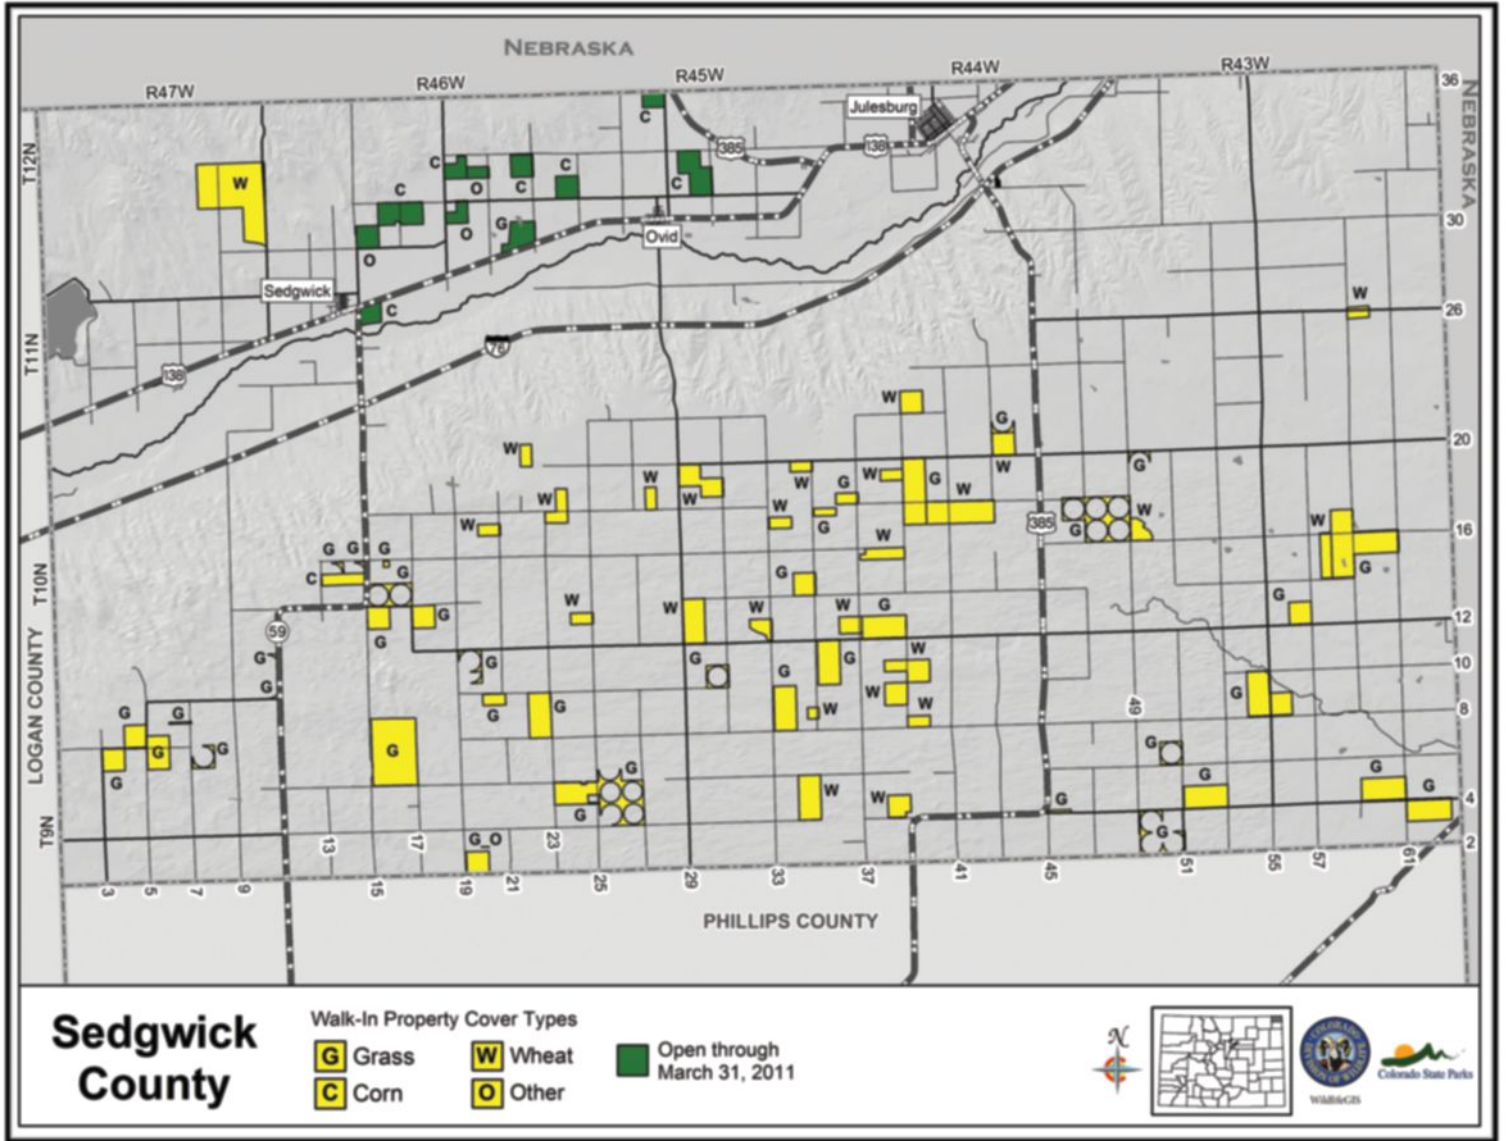 NEBRASKA
R47W
R46W
R45W
R44W
R43W
36
NEBRASKA
T12N
Julesburg
C
385
138
W
C
C
O
C
C
C
G
O
30
Ovid
O
Sedgwick
C
W
26
T11N
138
76
W
G
20
W
W
G
W
W
W
W
G
W
G
W
W
W
W
G
385
G
W
W
16
W
G
G
G
G
C
G
G
T10N
W
W
W
W
G
G
12
G
G
59
G
G
G
G
G
W
10
G
G
G
G
W
W
W
G
49
8
LOGAN COUNTY
G
G
G
G
G
G
G
G
G
G
W
W
G
G
G
G
4
G
T9N
G_O
2
3
5
7
9
13
15
17
19
21
23
25
29
33
37
41
45
51
55
57
61
PHILLIPS COUNTY
Sedgwick
County
Walk-In Property Cover Types
G Grass
W Wheat
C Corn
O Other
Open through
March 31, 2011
N
WildlifeGIS
Colorado State Parks